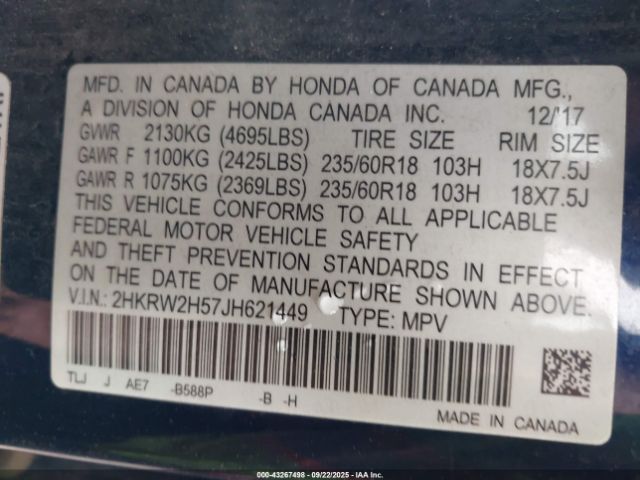 MFD. IN CANADA BY HONDA OF CANADA MFG.,
A DIVISION OF HONDA CANADA INC. 12/17
GVWR 2130KG (4695LBS) TIRE SIZE RIM SIZE
GAWR F 1100KG (2425LBS) 235/60R18 103H 18X7.5J
GAWR R 1075KG (2369LBS) 235/60R18 103H 18X7.5J
THIS VEHICLE CONFORMS TO ALL APPLICABLE
FEDERAL MOTOR VEHICLE SAFETY
AND THEFT PREVENTION STANDARDS IN EFFECT
ON THE DATE OF MANUFACTURE SHOWN ABOVE.
V.I.N.: 2HKRW2H57JH621449 TYPE: MPV
TLJ J AE7 -B588P -B -H
MADE IN CANADA
000-43267498 - 09/22/2025 - IAA Inc.